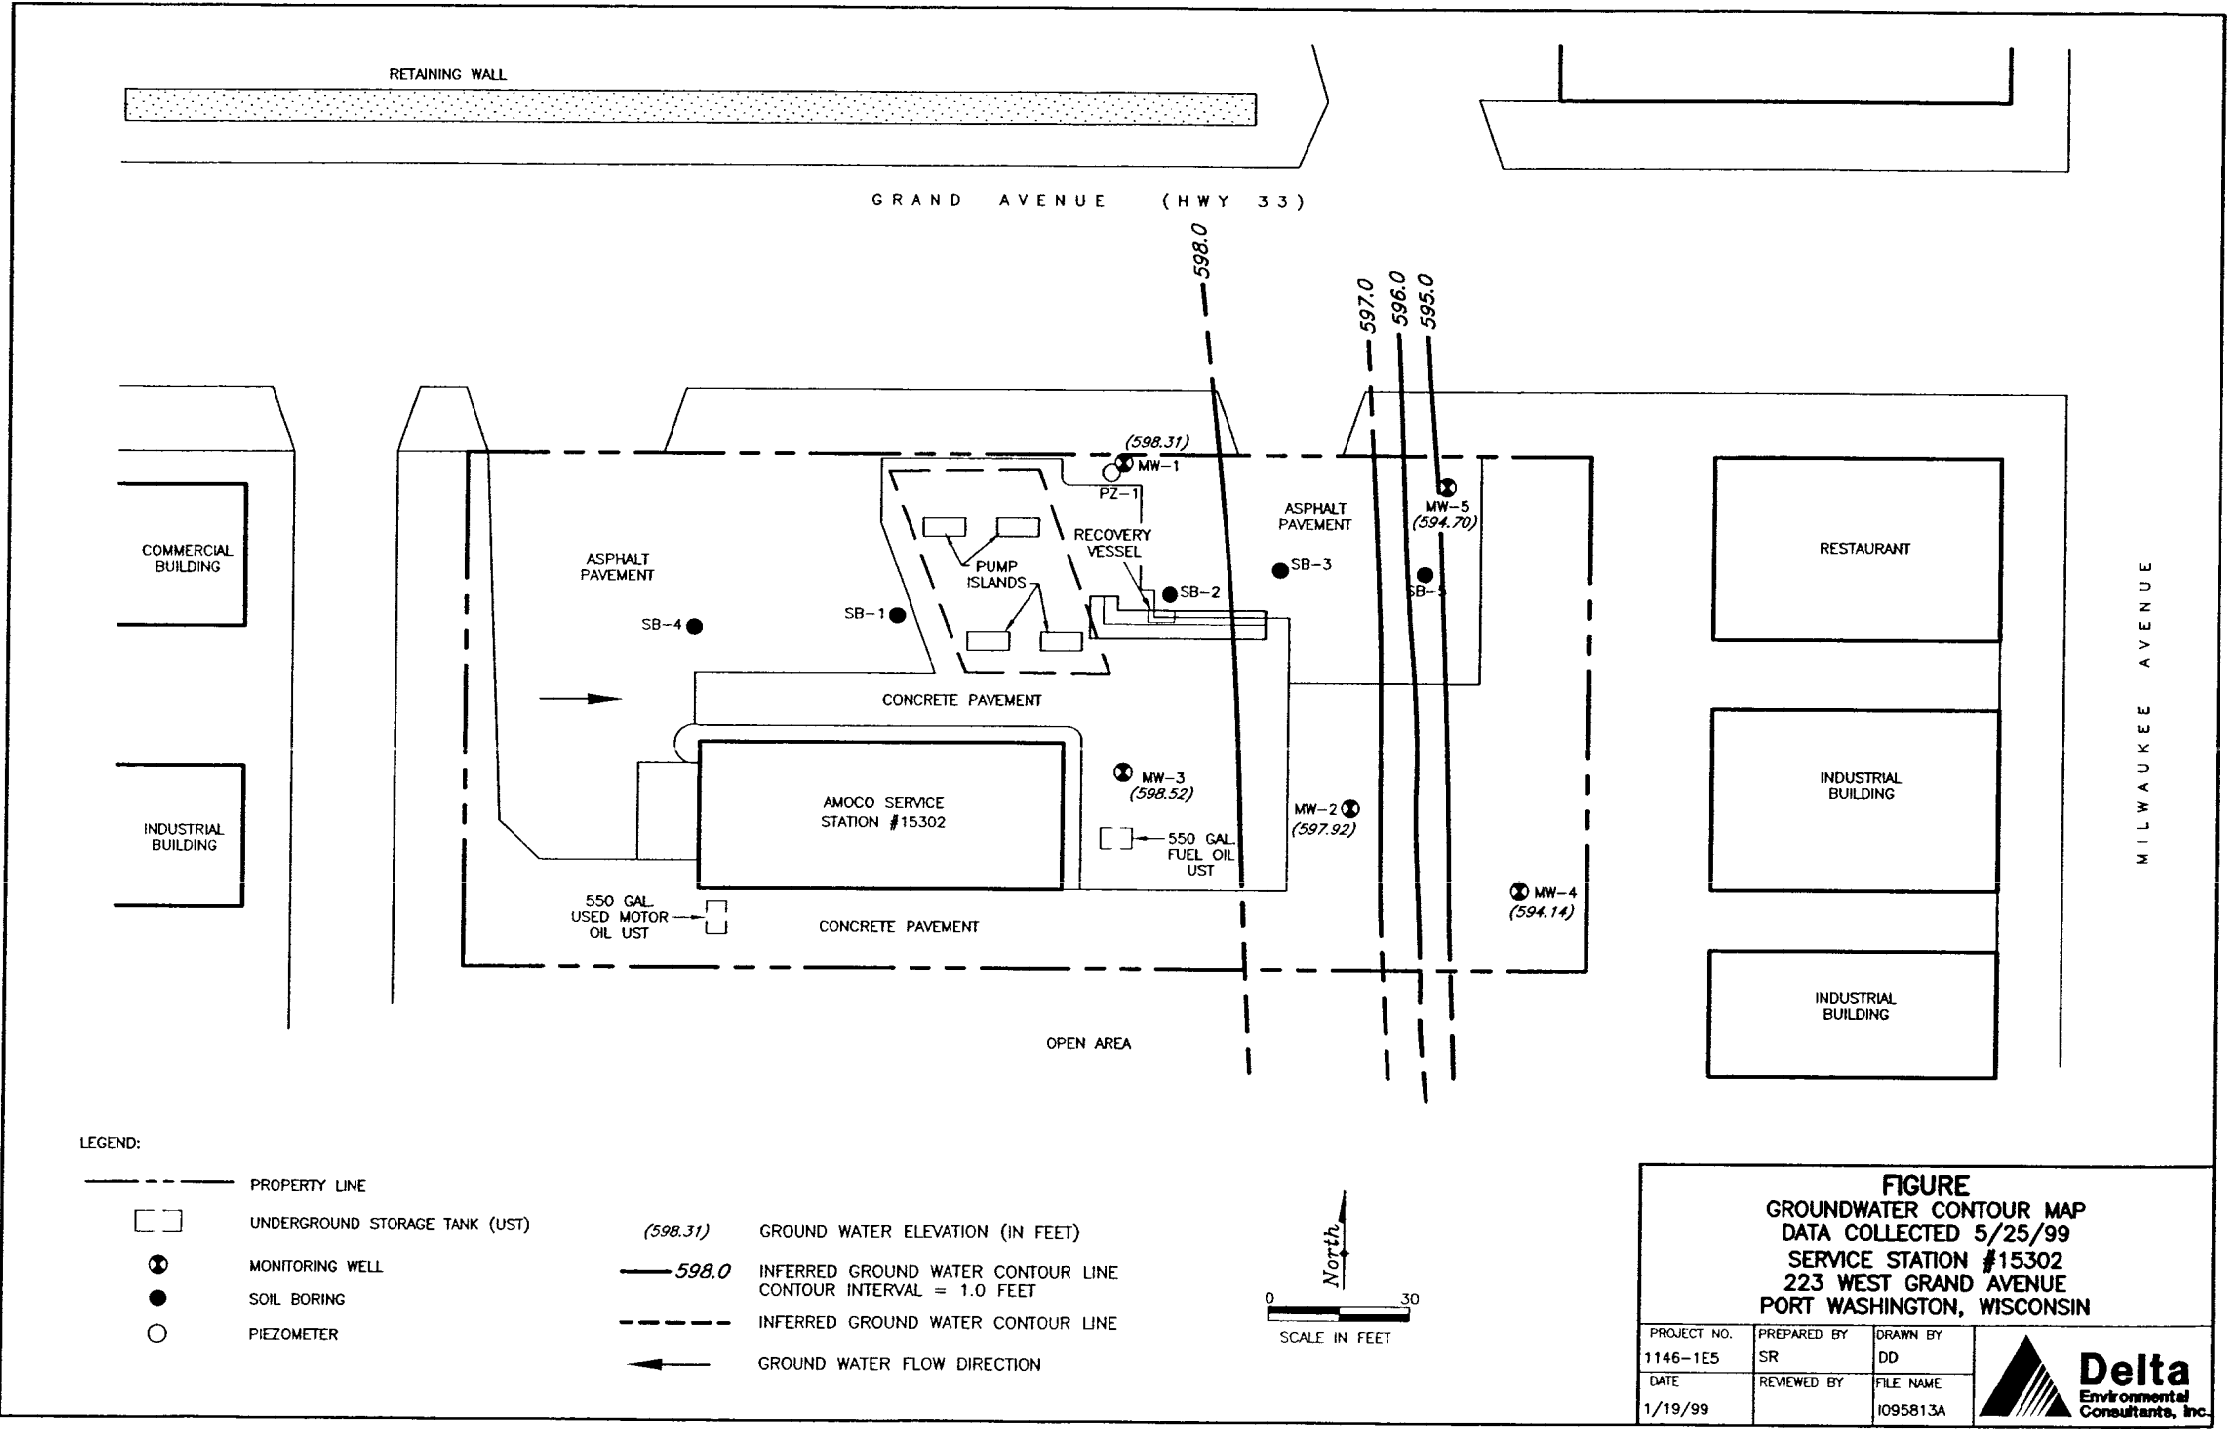 RETAINING WALL
GRAND AVENUE (HWY 33)
598.0
597.0
596.0
595.0
(598.31)
MW-1
PZ-1
ASPHALT
PAVEMENT
MW-5
(594.70)
RECOVERY
VESSEL
COMMERCIAL
BUILDING
ASPHALT
PAVEMENT
PUMP
ISLANDS
SB-3
SB-2
SB-5
SB-1
SB-4
RESTAURANT
MILWAUKEE AVENUE
CONCRETE PAVEMENT
MW-3
(598.52)
AMOCO SERVICE
STATION #15302
MW-2
(597.92)
INDUSTRIAL
BUILDING
INDUSTRIAL
BUILDING
550 GAL.
FUEL OIL
UST
MW-4
(594.14)
550 GAL.
USED MOTOR
OIL UST
CONCRETE PAVEMENT
INDUSTRIAL
BUILDING
OPEN AREA
LEGEND:
PROPERTY LINE
UNDERGROUND STORAGE TANK (UST)
MONITORING WELL
SOIL BORING
PIEZOMETER
(598.31) GROUND WATER ELEVATION (IN FEET)
598.0 INFERRED GROUND WATER CONTOUR LINE
CONTOUR INTERVAL = 1.0 FEET
INFERRED GROUND WATER CONTOUR LINE
GROUND WATER FLOW DIRECTION
North
0 30
SCALE IN FEET
FIGURE
GROUNDWATER CONTOUR MAP
DATA COLLECTED 5/25/99
SERVICE STATION #15302
223 WEST GRAND AVENUE
PORT WASHINGTON, WISCONSIN
PROJECT NO. PREPARED BY DRAWN BY
1146-1E5 SR DD
DATE REVIEWED BY FILE NAME
1/19/99 I095813A
Delta
Environmental
Consultants, Inc.